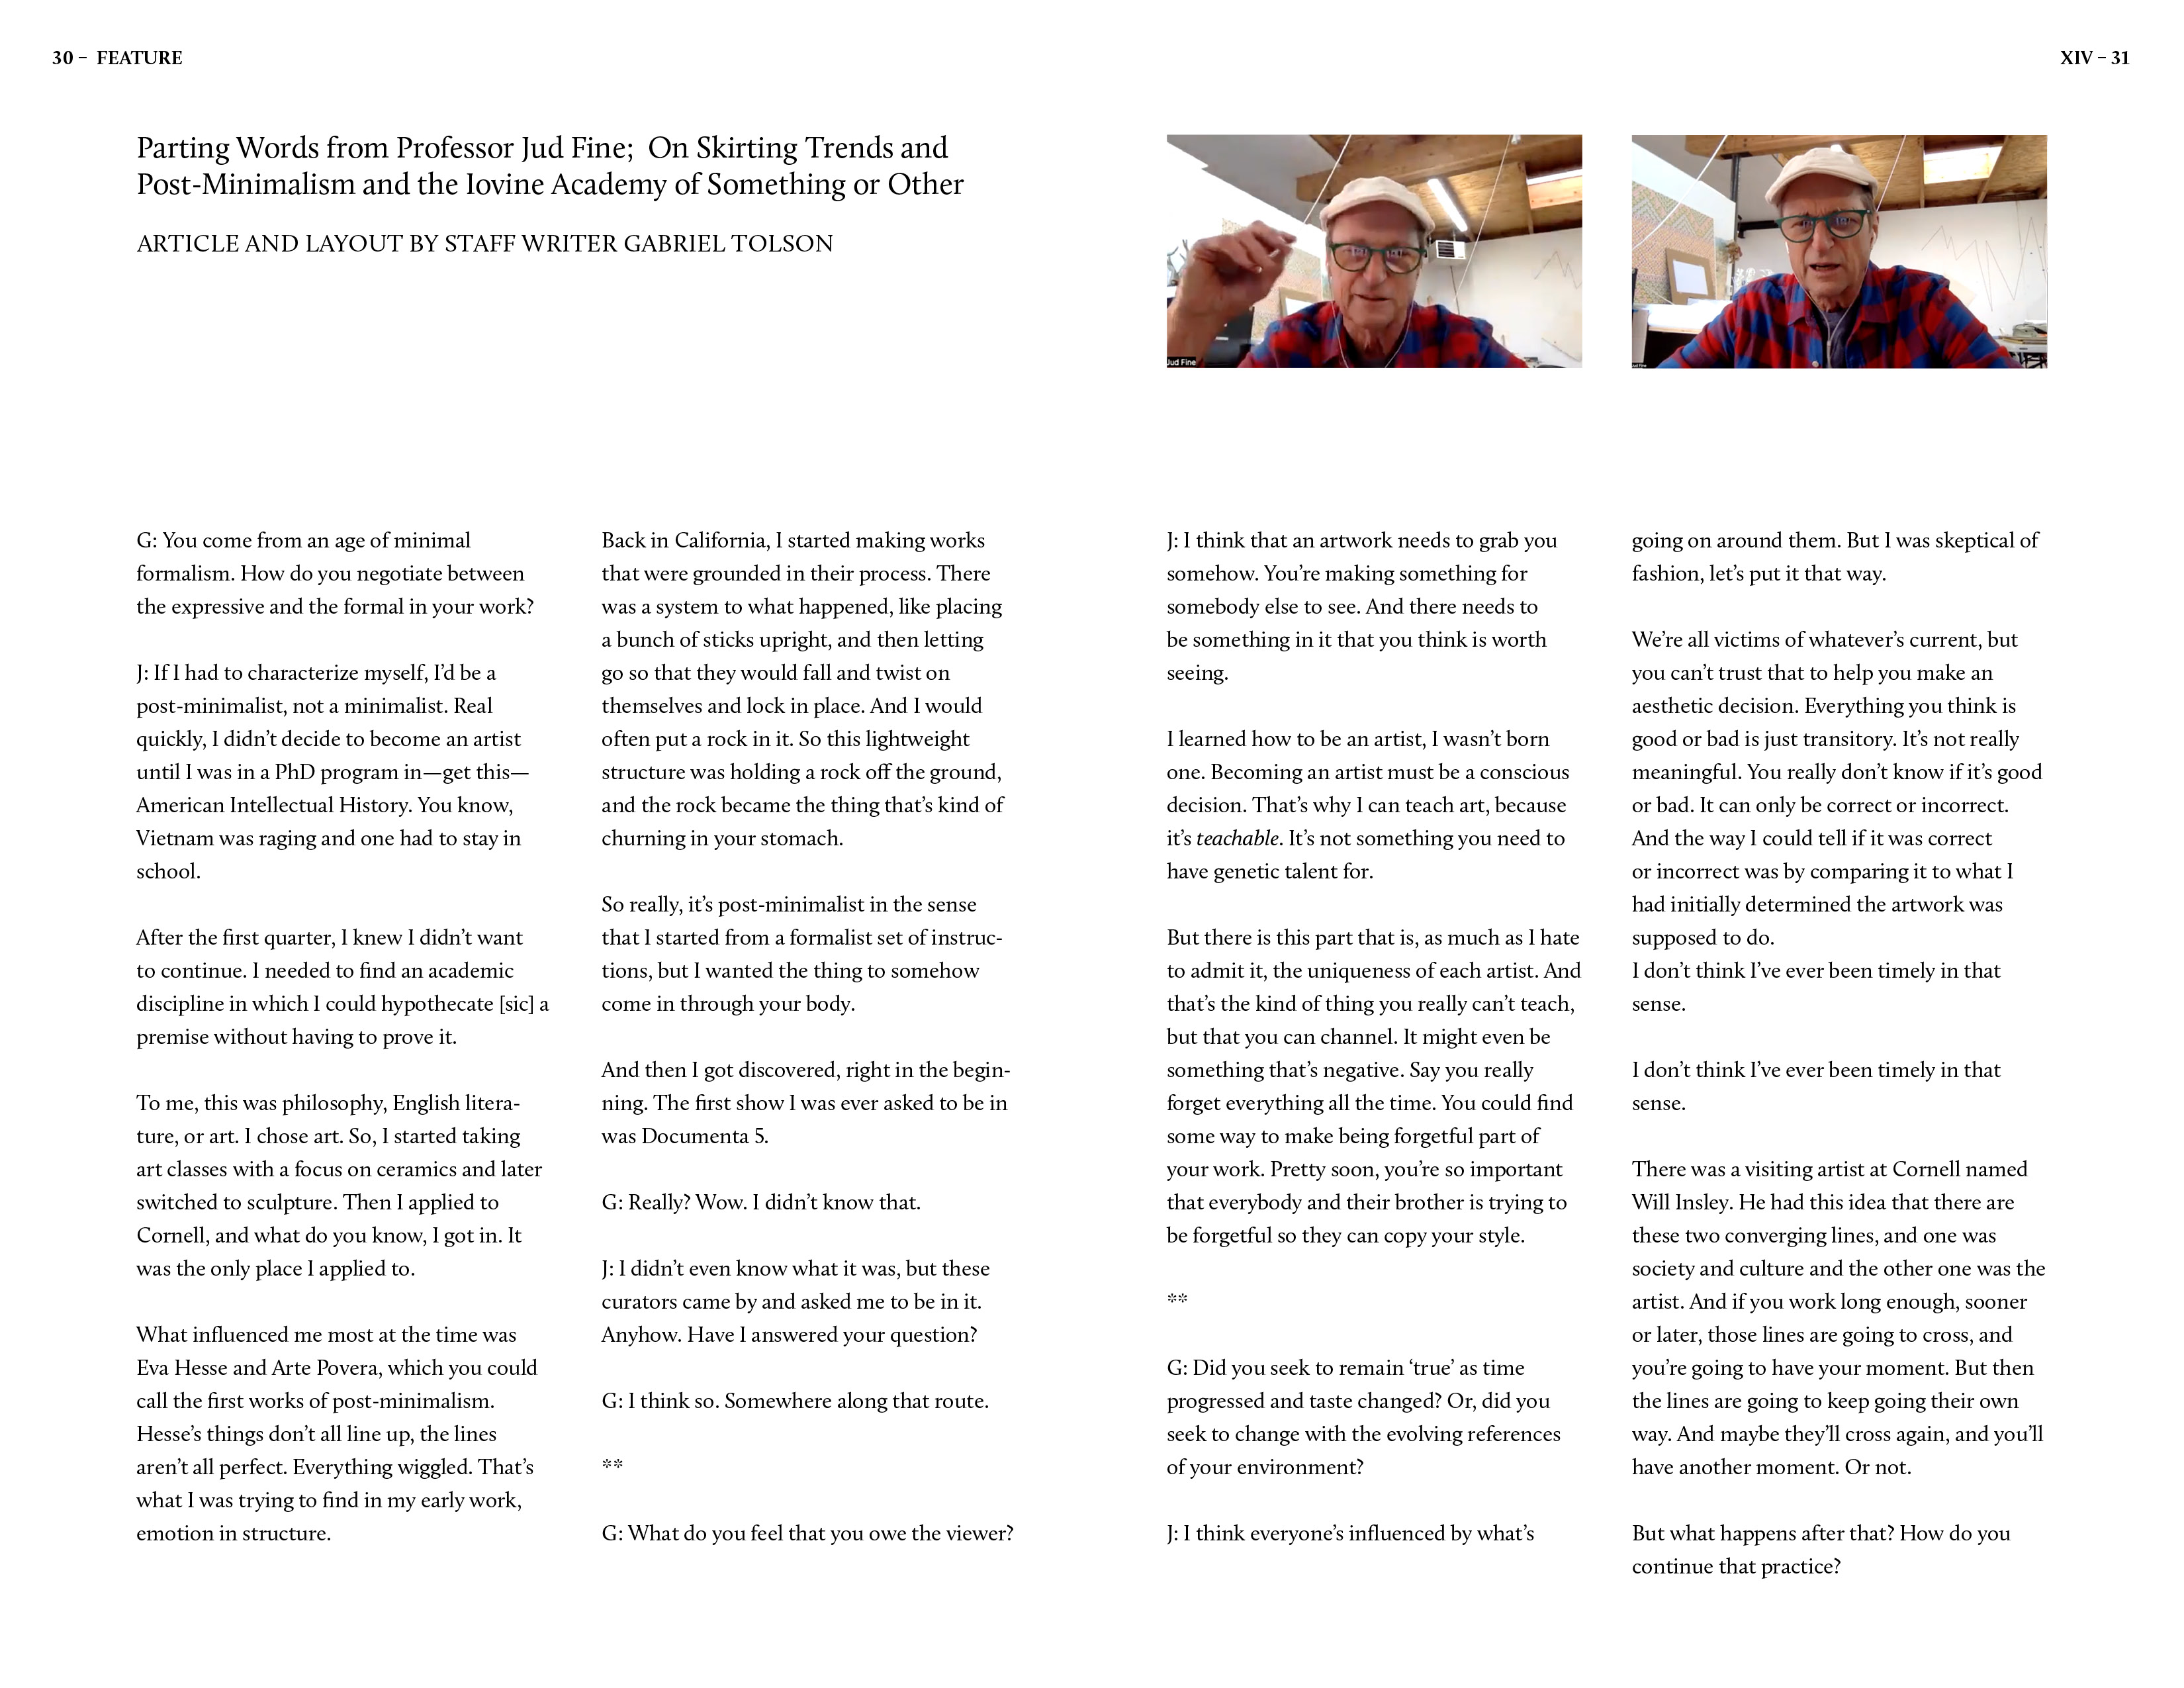 30 – FEATURE
XIV – 31
Parting Words from Professor Jud Fine;  On Skirting Trends and
Post-Minimalism and the Iovine Academy of Something or Other
ARTICLE AND LAYOUT BY STAFF WRITER GABRIEL TOLSON
Jud Fine
Jud Fine
G: You come from an age of minimal
formalism. How do you negotiate between
the expressive and the formal in your work?
J: If I had to characterize myself, I’d be a
post-minimalist, not a minimalist. Real
quickly, I didn’t decide to become an artist
until I was in a PhD program in—get this—
American Intellectual History. You know,
Vietnam was raging and one had to stay in
school.
After the first quarter, I knew I didn’t want
to continue. I needed to find an academic
discipline in which I could hypothecate [sic] a
premise without having to prove it.
To me, this was philosophy, English litera-
ture, or art. I chose art. So, I started taking
art classes with a focus on ceramics and later
switched to sculpture. Then I applied to
Cornell, and what do you know, I got in. It
was the only place I applied to.
What influenced me most at the time was
Eva Hesse and Arte Povera, which you could
call the first works of post-minimalism.
Hesse’s things don’t all line up, the lines
aren’t all perfect. Everything wiggled. That’s
what I was trying to find in my early work,
emotion in structure.
Back in California, I started making works
that were grounded in their process. There
was a system to what happened, like placing
a bunch of sticks upright, and then letting
go so that they would fall and twist on
themselves and lock in place. And I would
often put a rock in it. So this lightweight
structure was holding a rock off the ground,
and the rock became the thing that’s kind of
churning in your stomach.
So really, it’s post-minimalist in the sense
that I started from a formalist set of instruc-
tions, but I wanted the thing to somehow
come in through your body.
And then I got discovered, right in the begin-
ning. The first show I was ever asked to be in
was Documenta 5.
G: Really? Wow. I didn’t know that.
J: I didn’t even know what it was, but these
curators came by and asked me to be in it.
Anyhow. Have I answered your question?
G: I think so. Somewhere along that route.
**
G: What do you feel that you owe the viewer?
J: I think that an artwork needs to grab you
somehow. You’re making something for
somebody else to see. And there needs to
be something in it that you think is worth
seeing.
I learned how to be an artist, I wasn’t born
one. Becoming an artist must be a conscious
decision. That’s why I can teach art, because
it’s teachable. It’s not something you need to
have genetic talent for.
But there is this part that is, as much as I hate
to admit it, the uniqueness of each artist. And
that’s the kind of thing you really can’t teach,
but that you can channel. It might even be
something that’s negative. Say you really
forget everything all the time. You could find
some way to make being forgetful part of
your work. Pretty soon, you’re so important
that everybody and their brother is trying to
be forgetful so they can copy your style.
**
G: Did you seek to remain ‘true’ as time
progressed and taste changed? Or, did you
seek to change with the evolving references
of your environment?
J: I think everyone’s influenced by what’s
going on around them. But I was skeptical of
fashion, let’s put it that way.
We’re all victims of whatever’s current, but
you can’t trust that to help you make an
aesthetic decision. Everything you think is
good or bad is just transitory. It’s not really
meaningful. You really don’t know if it’s good
or bad. It can only be correct or incorrect.
And the way I could tell if it was correct
or incorrect was by comparing it to what I
had initially determined the artwork was
supposed to do.
I don’t think I’ve ever been timely in that
sense.
I don’t think I’ve ever been timely in that
sense.
There was a visiting artist at Cornell named
Will Insley. He had this idea that there are
these two converging lines, and one was
society and culture and the other one was the
artist. And if you work long enough, sooner
or later, those lines are going to cross, and
you’re going to have your moment. But then
the lines are going to keep going their own
way. And maybe they’ll cross again, and you’ll
have another moment. Or not.
But what happens after that? How do you
continue that practice?